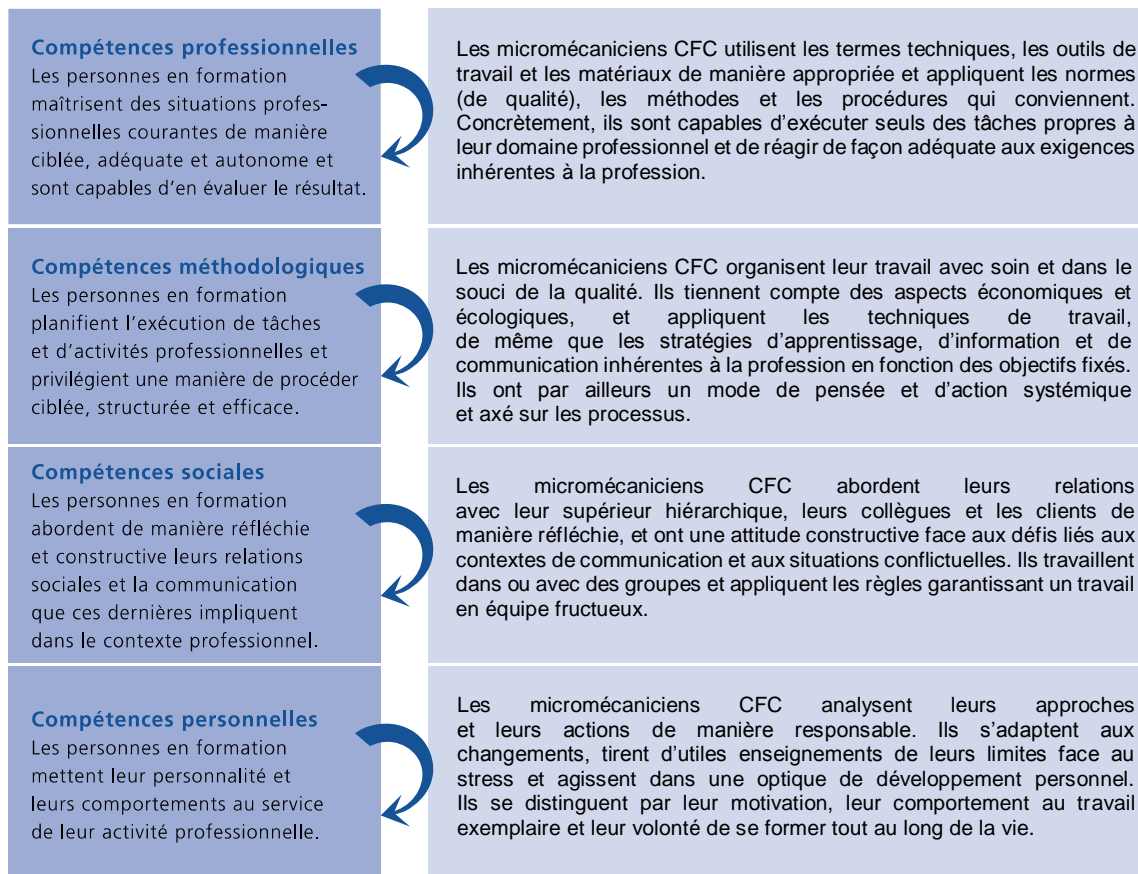 Compétences professionnelles
Les personnes en formation
maîtrisent des situations profes-
sionnelles courantes de manière
ciblée, adéquate et autonome et
sont capables d'en évaluer le résultat.
Les micromécaniciens CFC utilisent les termes techniques, les outils de
travail et les matériaux de manière appropriée et appliquent les normes
(de qualité), les méthodes et les procédures qui conviennent.
Concrètement, ils sont capables d'exécuter seuls des tâches propres à
leur domaine professionnel et de réagir de façon adéquate aux exigences
inhérentes à la profession.
Compétences méthodologiques
Les personnes en formation
planifient l'exécution de tâches
et d'activités professionnelles et
privilégient une manière de procéder
ciblée, structurée et efficace.
Les micromécaniciens CFC organisent leur travail avec soin et dans le
souci de la qualité. Ils tiennent compte des aspects économiques et
écologiques, et appliquent les techniques de travail,
de même que les stratégies d'apprentissage, d'information et de
communication inhérentes à la profession en fonction des objectifs fixés.
Ils ont par ailleurs un mode de pensée et d'action systémique
et axé sur les processus.
Compétences sociales
Les personnes en formation
abordent de manière réfléchie
et constructive leurs relations
sociales et la communication
que ces dernières impliquent
dans le contexte professionnel.
Les micromécaniciens CFC abordent leurs relations
avec leur supérieur hiérarchique, leurs collègues et les clients de
manière réfléchie, et ont une attitude constructive face aux défis liés aux
contextes de communication et aux situations conflictuelles. Ils travaillent
dans ou avec des groupes et appliquent les règles garantissant un travail
en équipe fructueux.
Compétences personnelles
Les personnes en formation
mettent leur personnalité et
leurs comportements au service
de leur activité professionnelle.
Les micromécaniciens CFC analysent leurs approches
et leurs actions de manière responsable. Ils s'adaptent aux
changements, tirent d'utiles enseignements de leurs limites face au
stress et agissent dans une optique de développement personnel.
Ils se distinguent par leur motivation, leur comportement au travail
exemplaire et leur volonté de se former tout au long de la vie.